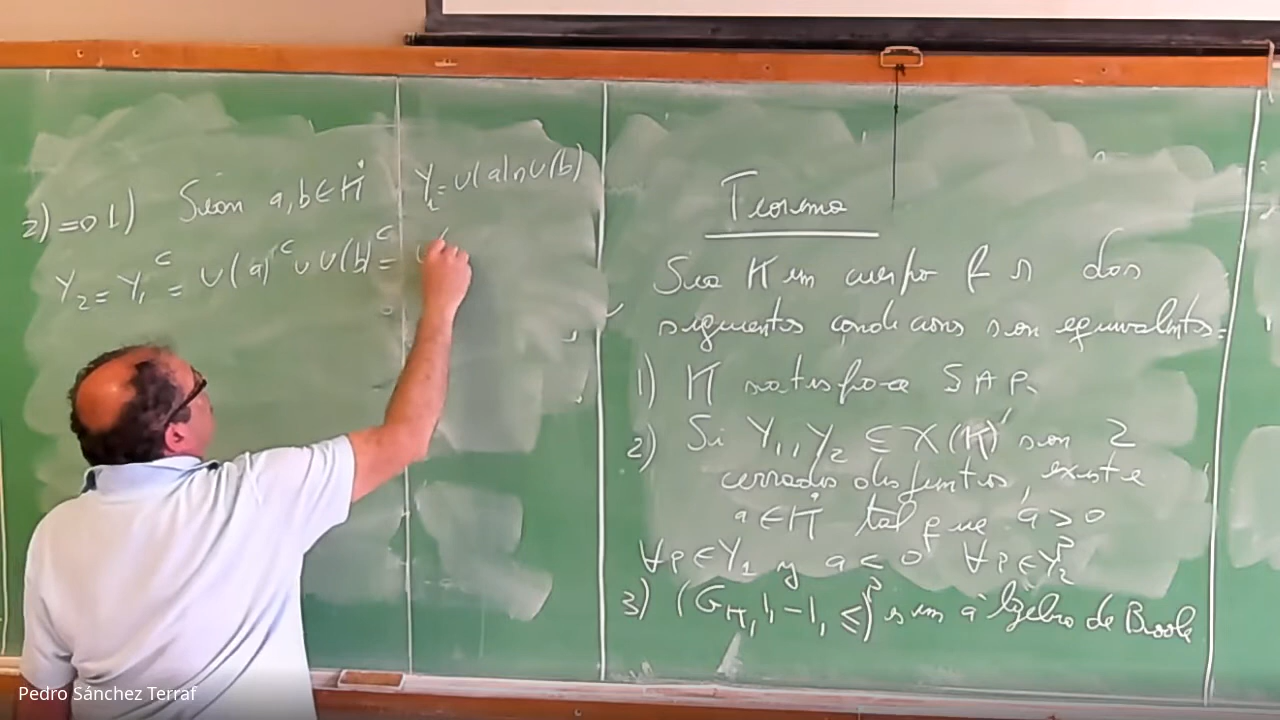 2) => 1) Sean a, b ∈ K̇ Y₁ = U(a) ∩ U(b)
Y₂ = Y₁ᶜ = U(a)ᶜ ∪ U(b)ᶜ = U(
Teorema
Sea K un cuerpo f r dos
siguientes condiciones son equivalentes:
1) K satisface SAP.
2) Si Y₁, Y₂ ⊆ X(K) son 2
cerrados disjuntos, existe
a ∈ K̇ tal que a >ₚ 0
∀P ∈ Y₁ y a <ₚ 0 ∀P ∈ Y₂
3) (G_K, 1, -1, ≤) es un álgebra de Boole
Pedro Sánchez Terraf